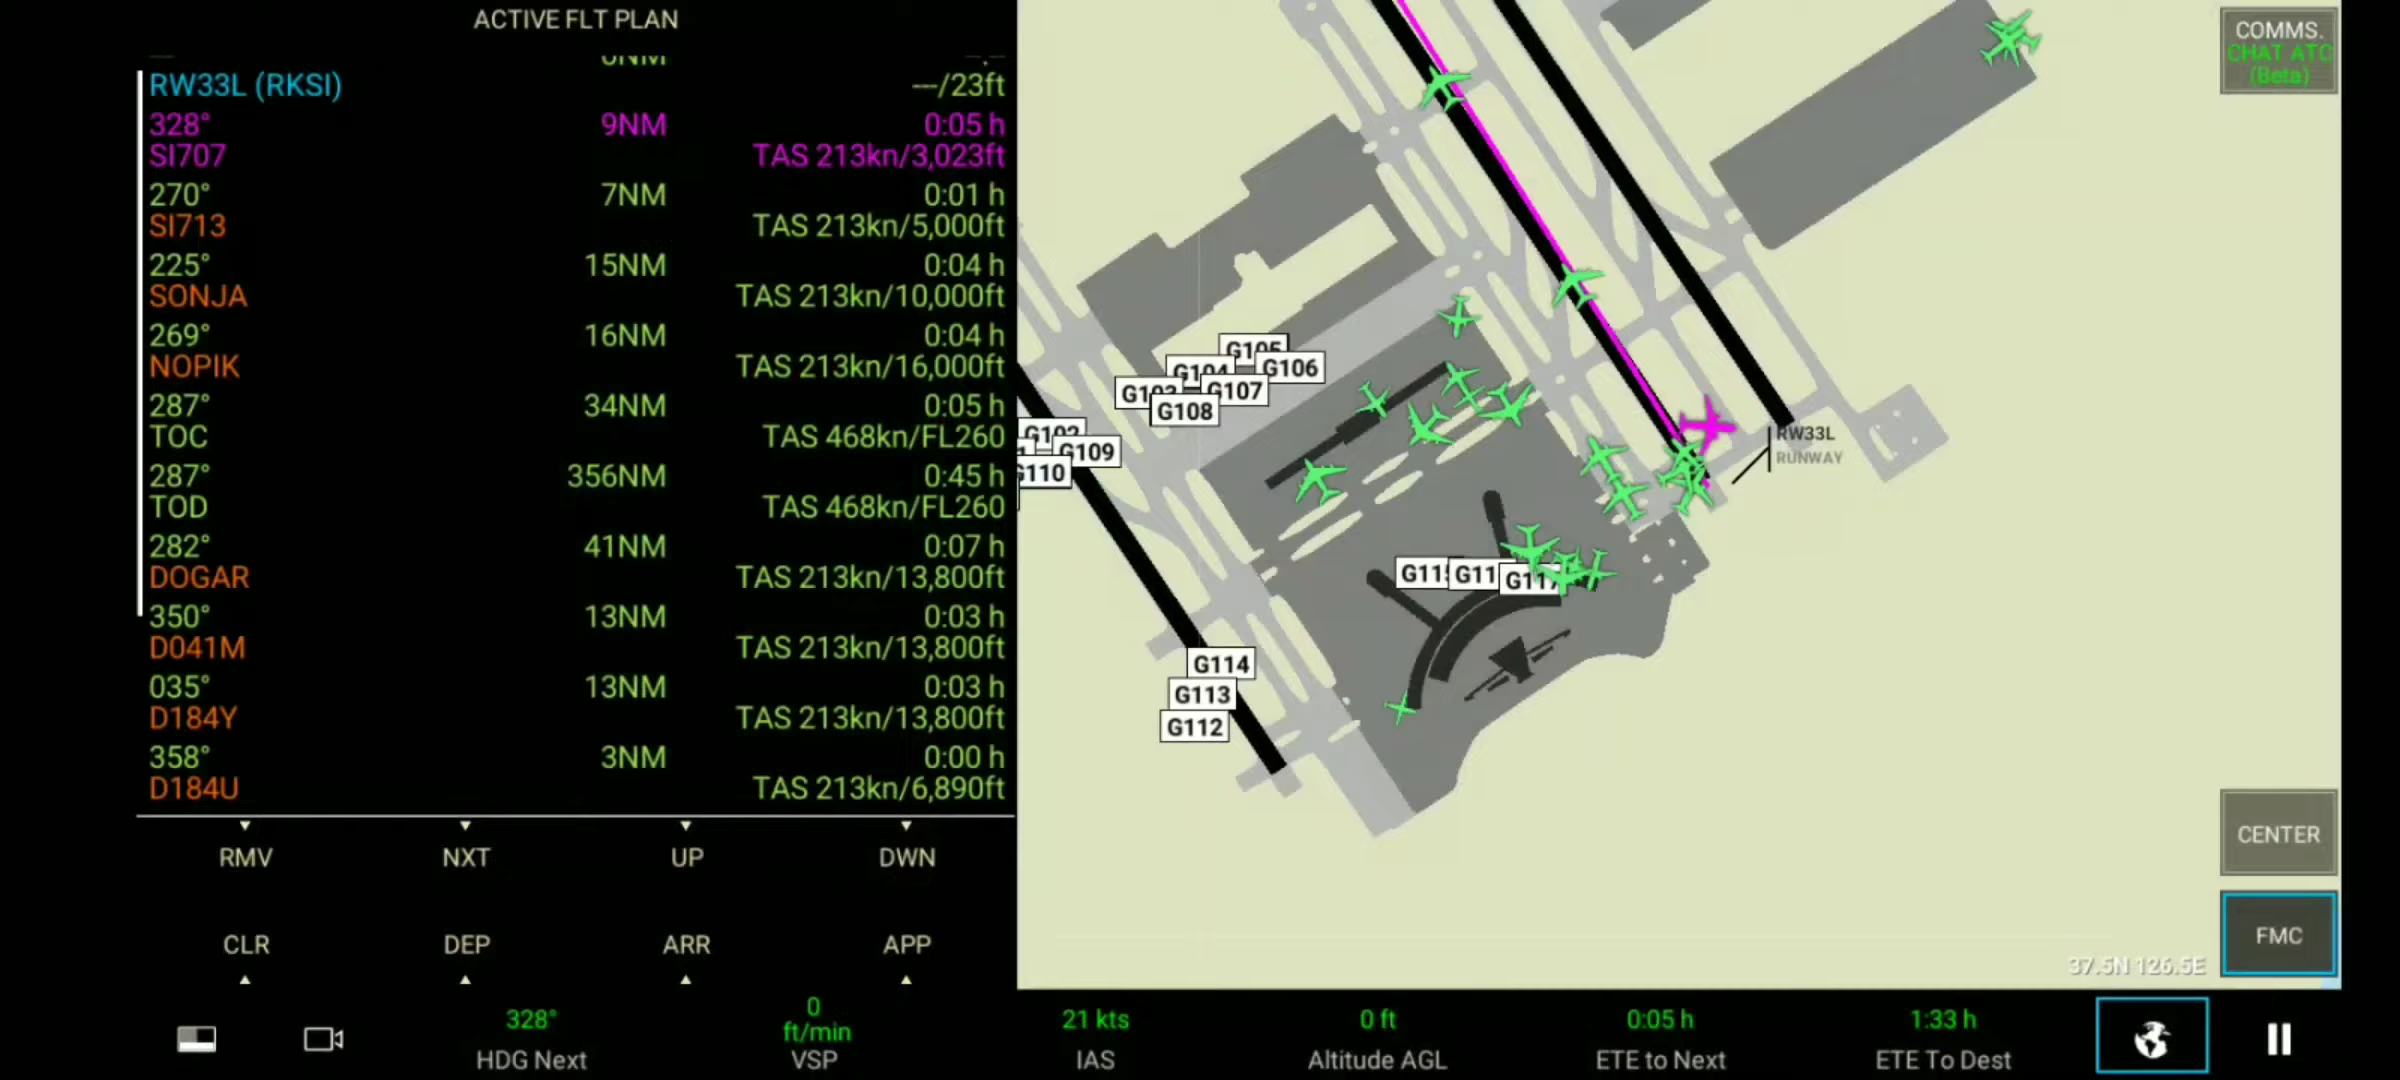 ACTIVE FLT PLAN
RW33L (RKSI) ---/23ft
328° 9NM 0:05 h
SI707 TAS 213kn/3,023ft
270° 7NM 0:01 h
SI713 TAS 213kn/5,000ft
225° 15NM 0:04 h
SONJA TAS 213kn/10,000ft
269° 16NM 0:04 h
NOPIK TAS 213kn/16,000ft
287° 34NM 0:05 h
TOC TAS 468kn/FL260
287° 356NM 0:45 h
TOD TAS 468kn/FL260
282° 41NM 0:07 h
DOGAR TAS 213kn/13,800ft
350° 13NM 0:03 h
D041M TAS 213kn/13,800ft
035° 13NM 0:03 h
D184Y TAS 213kn/13,800ft
358° 3NM 0:00 h
D184U TAS 213kn/6,890ft
RMV NXT UP DWN
CLR DEP ARR APP
COMMS.
CHAT ATC
(Beta)
G105
G104 G106
G103 G107
G108
G102
G109
G110
RW33L
RUNWAY
G117
G114
G113
G112
CENTER
FMC
37.5N 126.5E
328°
HDG Next
0
ft/min
VSP
21 kts
IAS
0 ft
Altitude AGL
0:05 h
ETE to Next
1:33 h
ETE To Dest